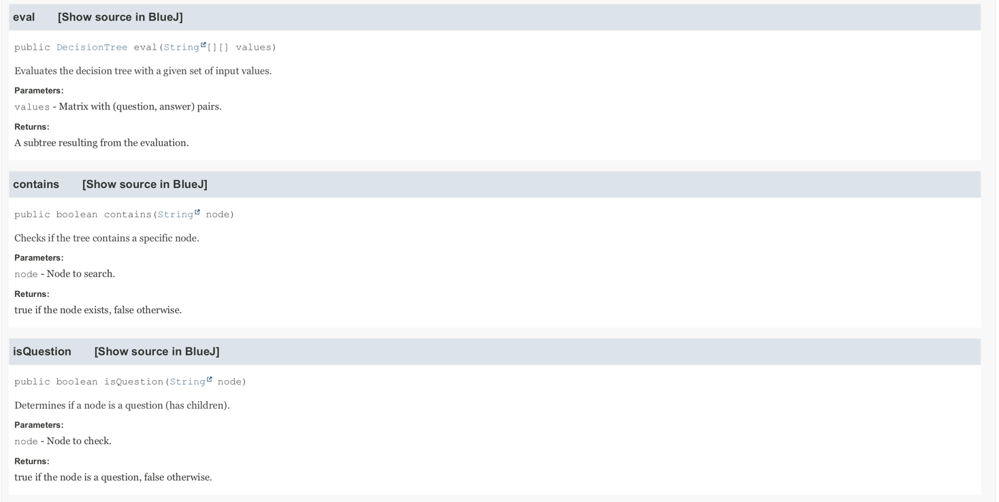 eval [Show source in BlueJ]
public DecisionTree eval(String[][] values)
Evaluates the decision tree with a given set of input values.
Parameters:
values - Matrix with (question, answer) pairs.
Returns:
A subtree resulting from the evaluation.
contains [Show source in BlueJ]
public boolean contains(String node)
Checks if the tree contains a specific node.
Parameters:
node - Node to search.
Returns:
true if the node exists, false otherwise.
isQuestion [Show source in BlueJ]
public boolean isQuestion(String node)
Determines if a node is a question (has children).
Parameters:
node - Node to check.
Returns:
true if the node is a question, false otherwise.